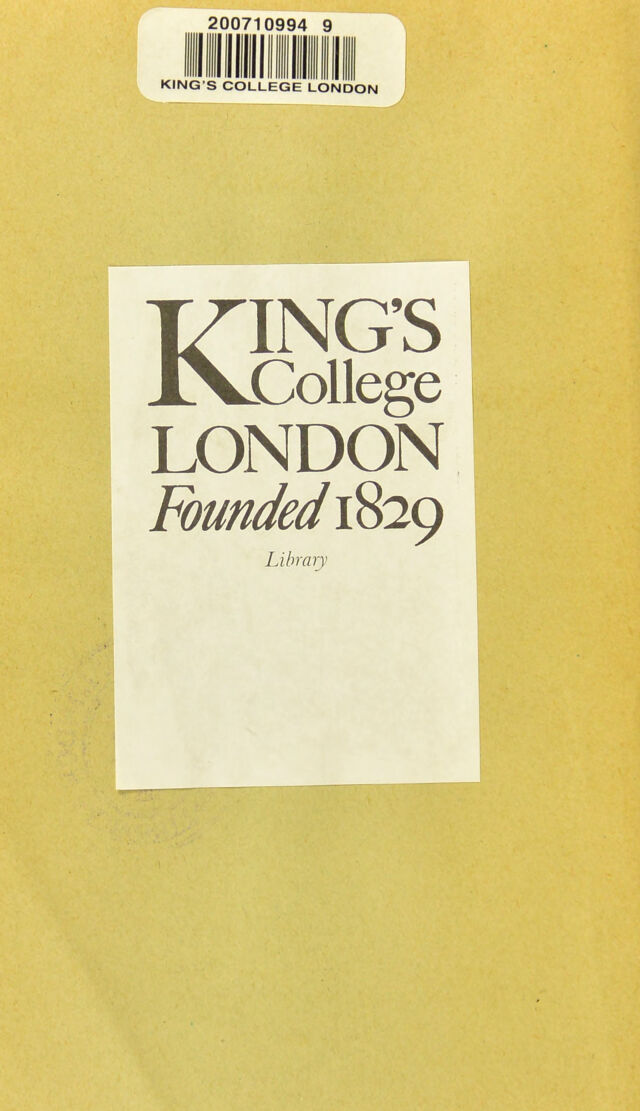 200710994 9
KING'S COLLEGE LONDON
KING'S
College
LONDON
Founded 1829
Library